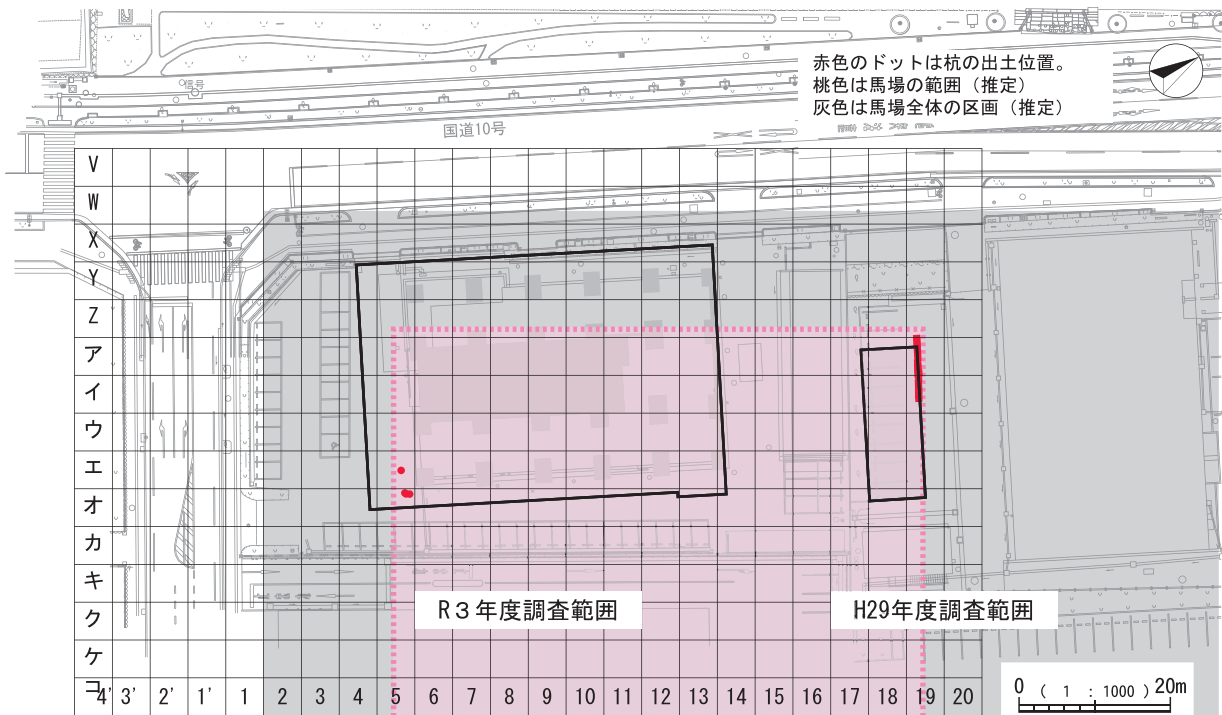 赤色のドットは杭の出土位置。
桃色は馬場の範囲（推定）
灰色は馬場全体の区画（推定）
信号
国道10号
V
W
X
Y
Z
ア
イ
ウ
エ
オ
カ
キ
ク
ケ
コ
R３年度調査範囲
H29年度調査範囲
4' 3' 2' 1' 1 2 3 4 5 6 7 8 9 10 11 12 13 14 15 16 17 18 19 20
0 ( 1 : 1000 ) 20m